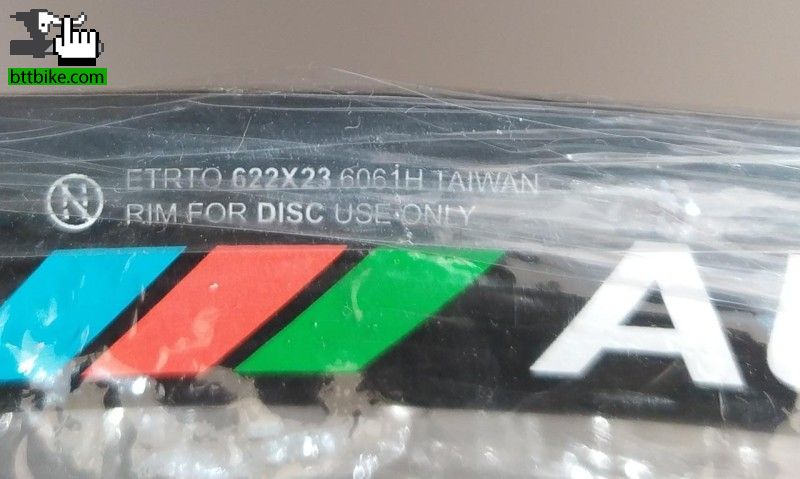 bttbike.com
N
ETRTO 622X23 6061H TAIWAN
RIM FOR DISC USE ONLY